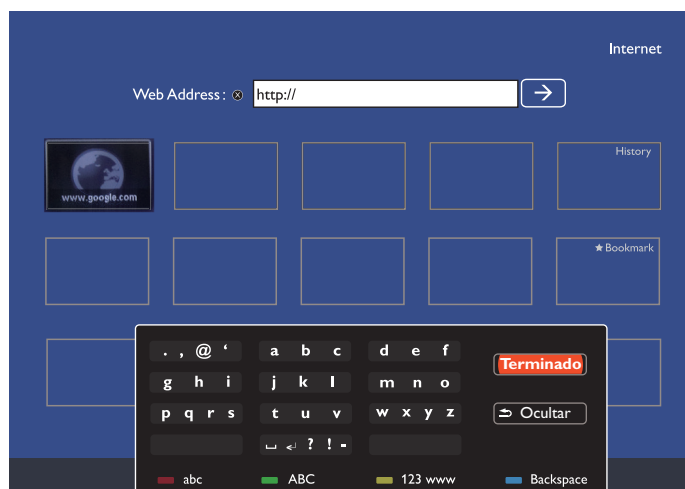 Internet
Web Address : ⊗ http:// →
www.google.com
History
★ Bookmark
. , @ ‘ a b c d e f
Terminado
g h i j k l m n o
p q r s t u v w x y z
Ocultar
␣ ↵ ? ! -
abc ABC 123 www Backspace